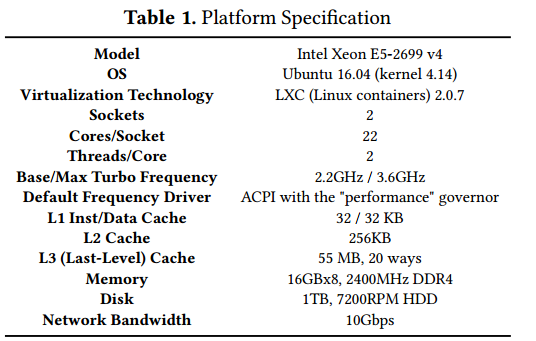 Table 1. Platform Specification
Model Intel Xeon E5-2699 v4
OS Ubuntu 16.04 (kernel 4.14)
Virtualization Technology LXC (Linux containers) 2.0.7
Sockets 2
Cores/Socket 22
Threads/Core 2
Base/Max Turbo Frequency 2.2GHz / 3.6GHz
Default Frequency Driver ACPI with the "performance" governor
L1 Inst/Data Cache 32 / 32 KB
L2 Cache 256KB
L3 (Last-Level) Cache 55 MB, 20 ways
Memory 16GBx8, 2400MHz DDR4
Disk 1TB, 7200RPM HDD
Network Bandwidth 10Gbps